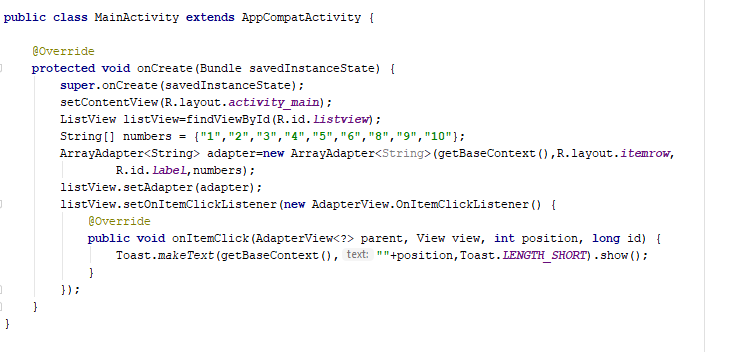 public class MainActivity extends AppCompatActivity {
@Override
protected void onCreate(Bundle savedInstanceState) {
super.onCreate(savedInstanceState);
setContentView(R.layout.activity_main);
ListView listView=findViewById(R.id.listview);
String[] numbers = {"1","2","3","4","5","6","8","9","10"};
ArrayAdapter<String> adapter=new ArrayAdapter<String>(getBaseContext(),R.layout.itemrow,
R.id.label,numbers);
listView.setAdapter(adapter);
listView.setOnItemClickListener(new AdapterView.OnItemClickListener() {
@Override
public void onItemClick(AdapterView<?> parent, View view, int position, long id) {
Toast.makeText(getBaseContext(), text: ""+position,Toast.LENGTH_SHORT).show();
}
});
}
}